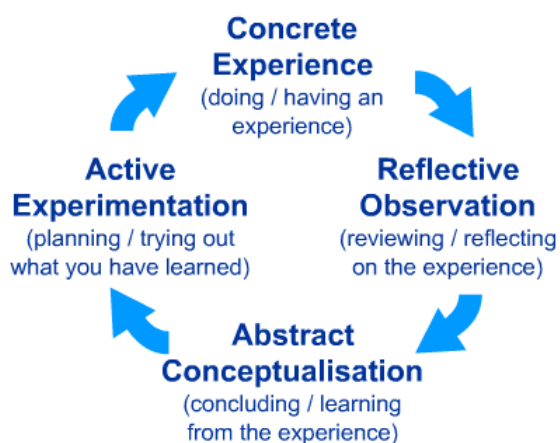 Concrete
Experience
(doing / having an
experience)
Reflective
Observation
(reviewing / reflecting
on the experience)
Abstract
Conceptualisation
(concluding / learning
from the experience)
Active
Experimentation
(planning / trying out
what you have learned)